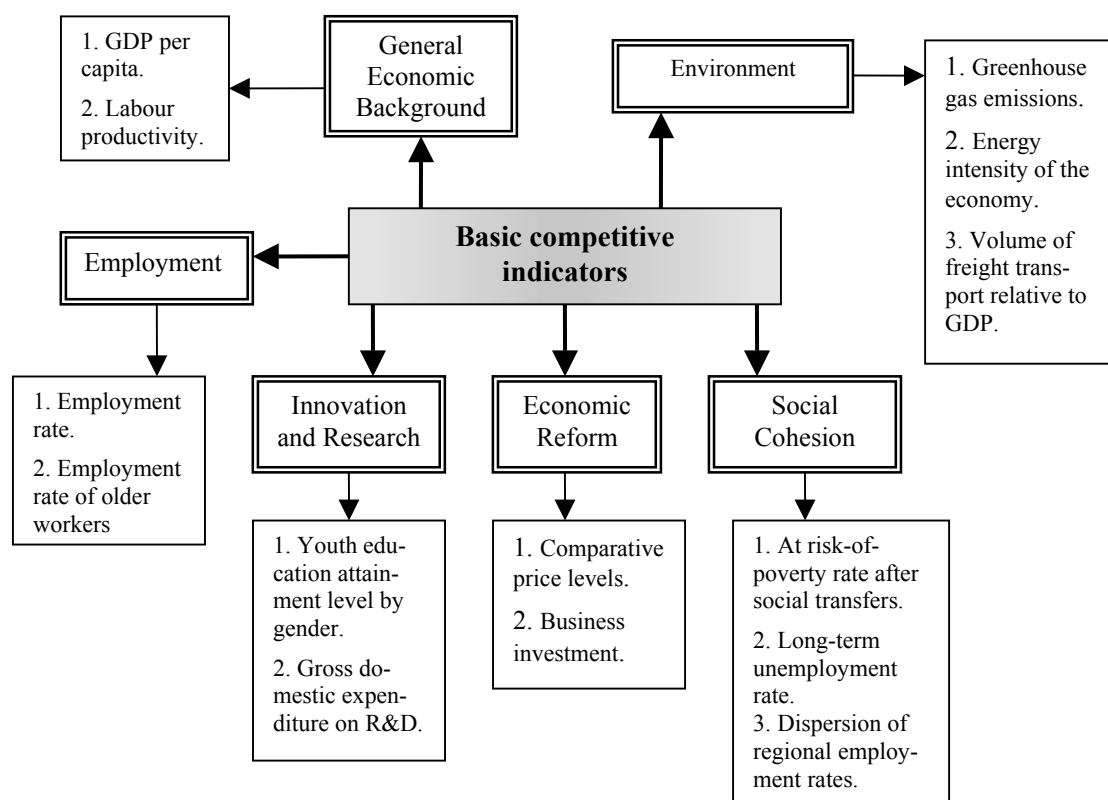 1. GDP per
capita.
2. Labour
productivity.
General
Economic
Background
Environment
1. Greenhouse
gas emissions.
2. Energy
intensity of the
economy.
3. Volume of
freight trans-
port relative to
GDP.
Basic competitive
indicators
Employment
1. Employment
rate.
2. Employment
rate of older
workers
Innovation
and Research
Economic
Reform
Social
Cohesion
1. Youth edu-
cation attain-
ment level by
gender.
2. Gross do-
mestic expen-
diture on R&D.
1. Comparative
price levels.
2. Business
investment.
1. At risk-of-
poverty rate after
social transfers.
2. Long-term
unemployment
rate.
3. Dispersion of
regional employ-
ment rates.